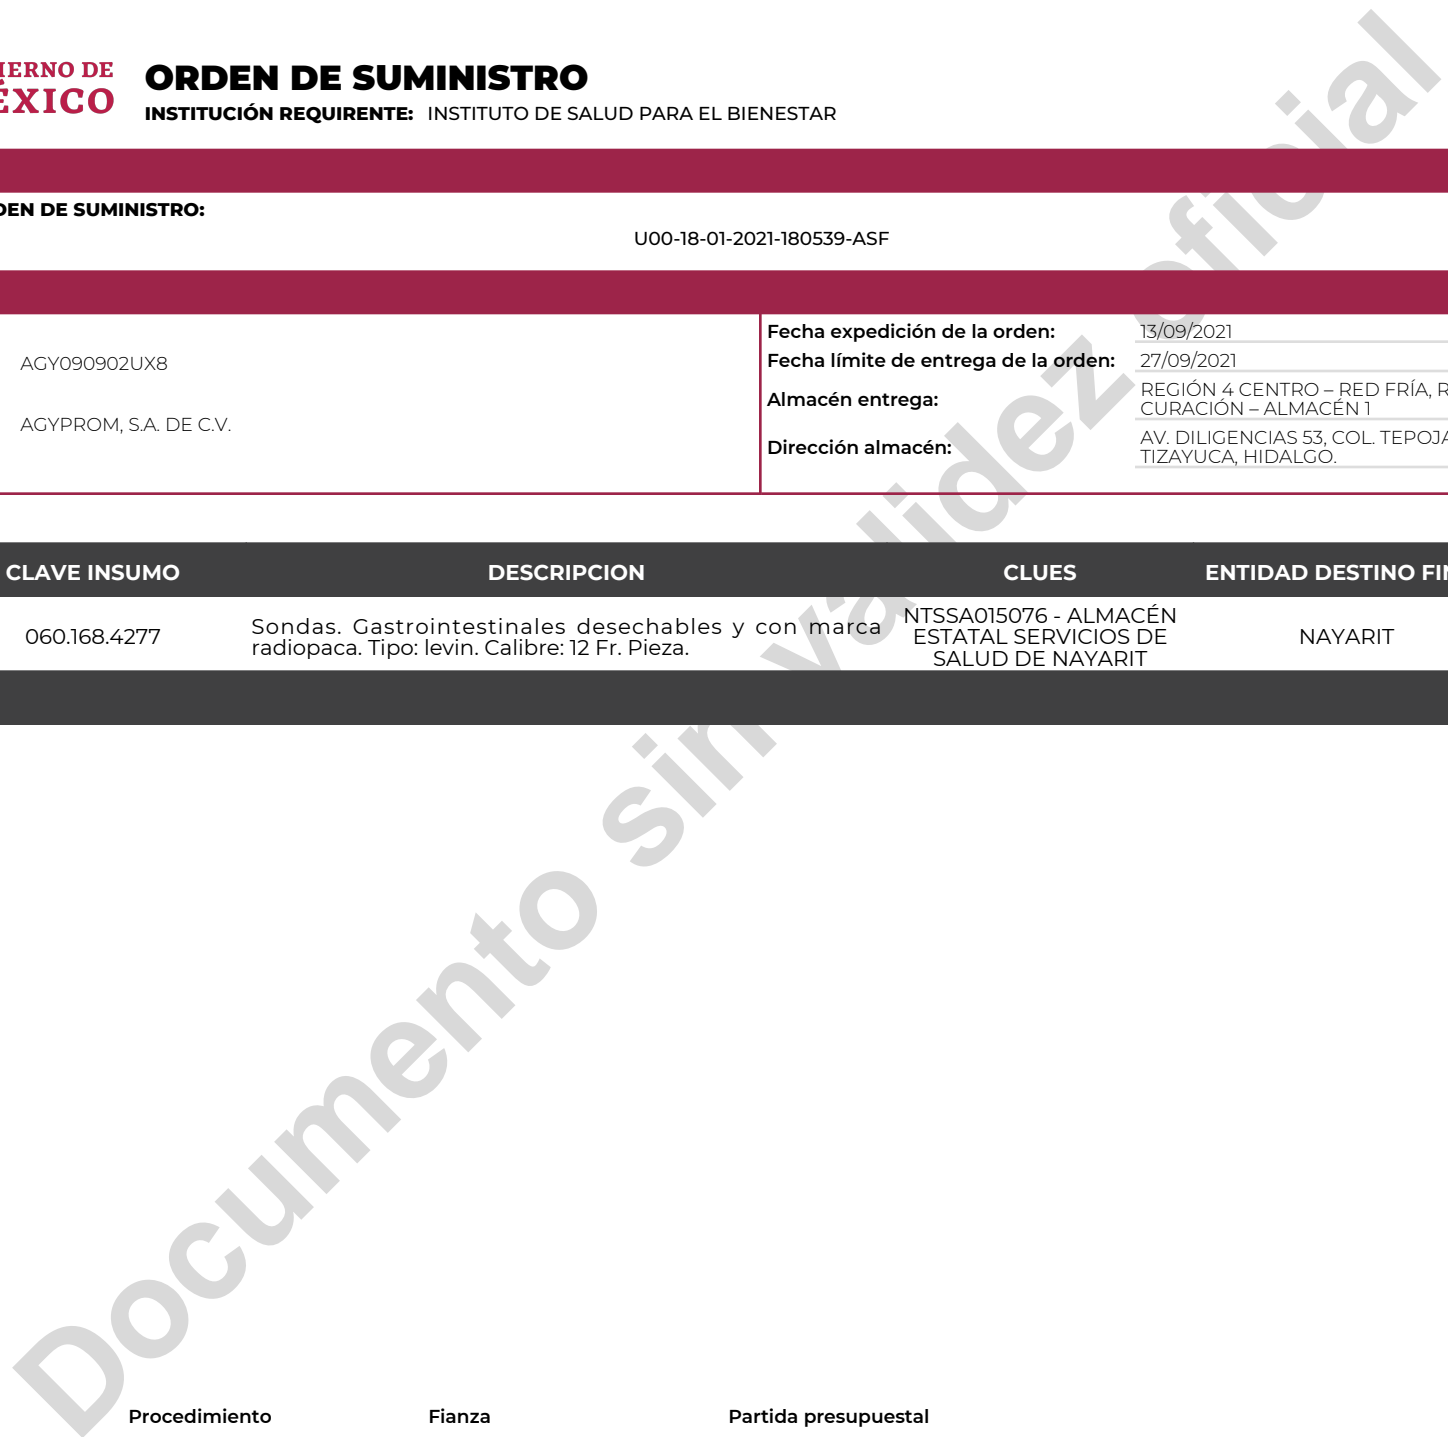 IERNO DE
ÉXICO
ORDEN DE SUMINISTRO
INSTITUCIÓN REQUIRENTE: INSTITUTO DE SALUD PARA EL BIENESTAR
DEN DE SUMINISTRO:
U00-18-01-2021-180539-ASF
AGY090902UX8
AGYPROM, S.A. DE C.V.
Fecha expedición de la orden: 13/09/2021
Fecha límite de entrega de la orden: 27/09/2021
Almacén entrega: REGIÓN 4 CENTRO – RED FRÍA, R
CURACIÓN – ALMACÉN 1
Dirección almacén: AV. DILIGENCIAS 53, COL. TEPOJA
TIZAYUCA, HIDALGO.
CLAVE INSUMO DESCRIPCION CLUES ENTIDAD DESTINO FIN
060.168.4277
Sondas. Gastrointestinales desechables y con marca
radiopaca. Tipo: levin. Calibre: 12 Fr. Pieza.
NTSSA015076 - ALMACÉN
ESTATAL SERVICIOS DE
SALUD DE NAYARIT
NAYARIT
Documento sin validez oficial
Procedimiento Fianza Partida presupuestal